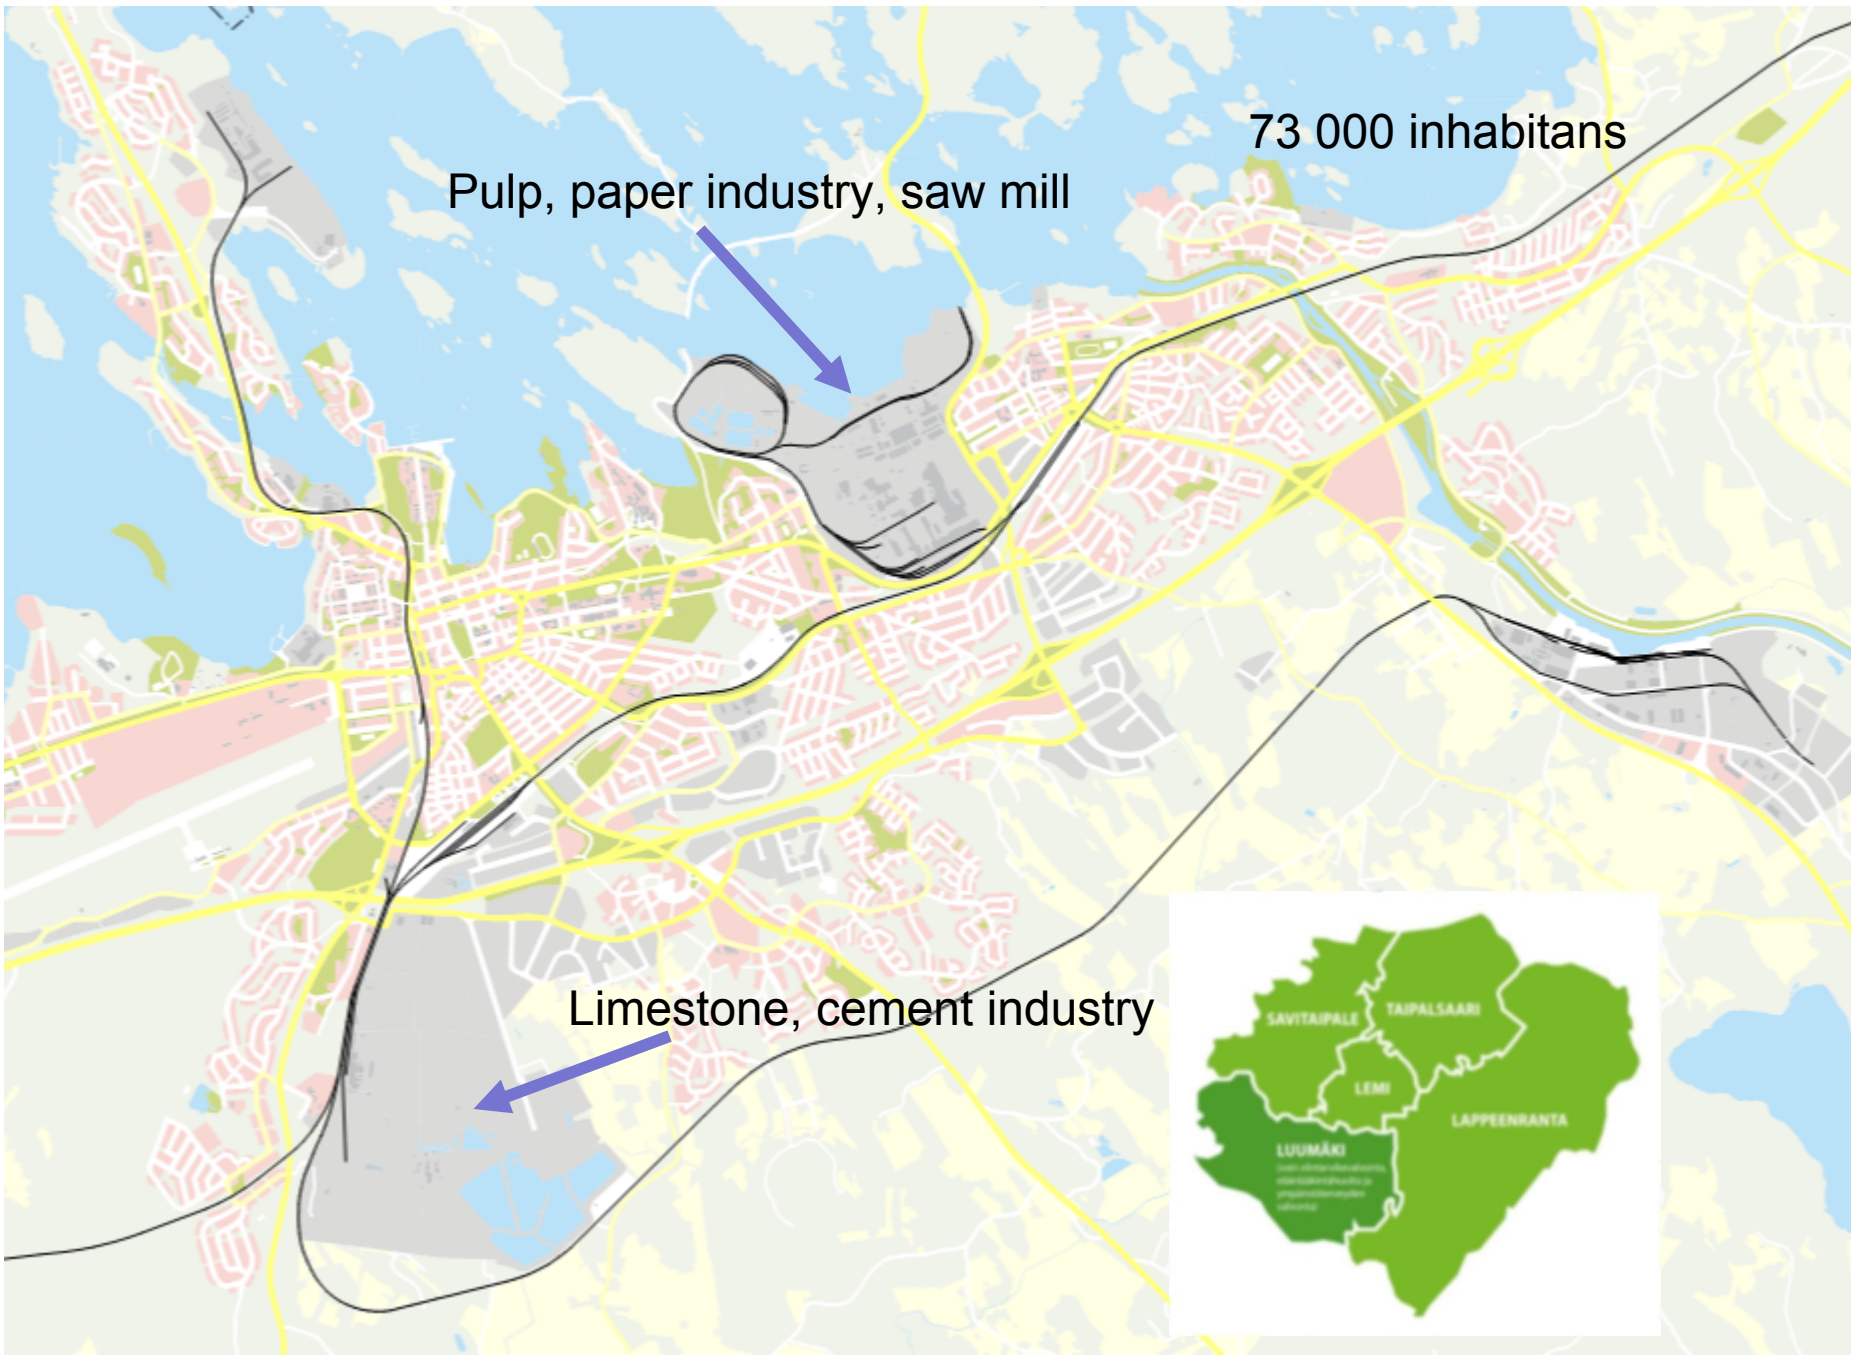 73 000 inhabitans
Pulp, paper industry, saw mill
Limestone, cement industry
SAVITAIPALE
TAIPALSAARI
LEMI
LAPPEENRANTA
LUUMÄKI